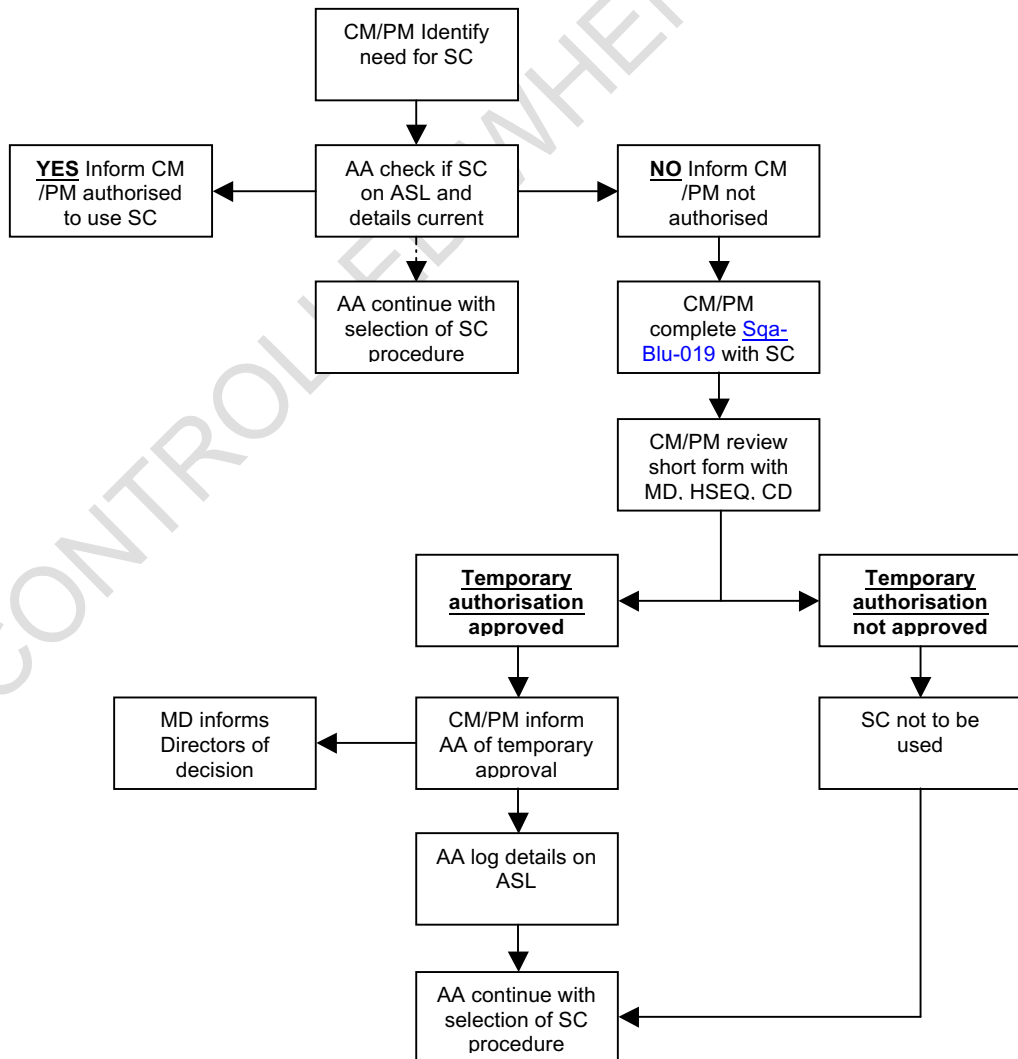 CM/PM Identify
need for SC
YES Inform CM
/PM authorised
to use SC
AA check if SC
on ASL and
details current
NO Inform CM
/PM not
authorised
AA continue with
selection of SC
procedure
CM/PM
complete Sqa-
Blu-019 with SC
CM/PM review
short form with
MD, HSEQ, CD
Temporary
authorisation
approved
Temporary
authorisation
not approved
MD informs
Directors of
decision
CM/PM inform
AA of temporary
approval
SC not to be
used
AA log details on
ASL
AA continue with
selection of SC
procedure